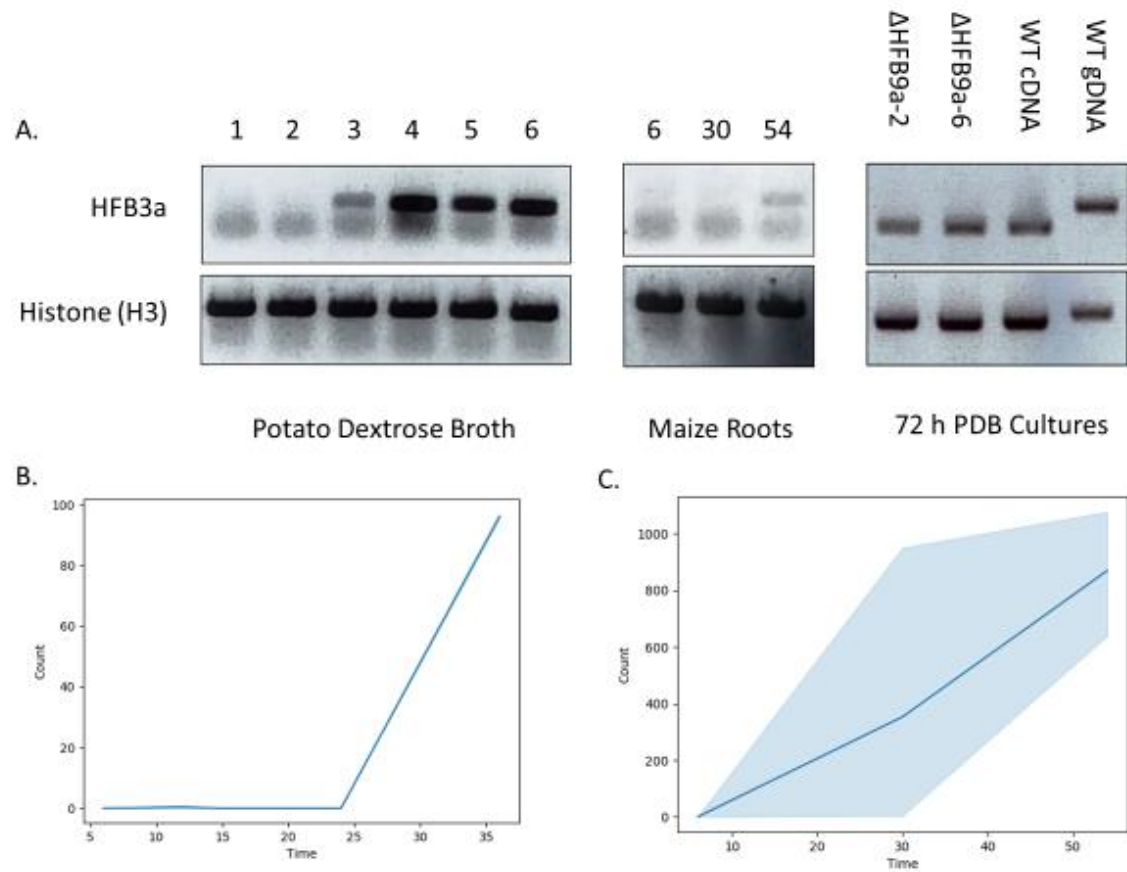 ΔHFB9a-2
ΔHFB9a-6
WT cDNA
WT gDNA
A.
1 2 3 4 5 6
6 30 54
HFB3a
Histone (H3)
Potato Dextrose Broth
Maize Roots
72 h PDB Cultures
B.
100
80
60
40
20
0
Count
5 10 15 20 25 30 35
Time
C.
1000
800
600
400
200
0
Count
10 20 30 40 50
Time